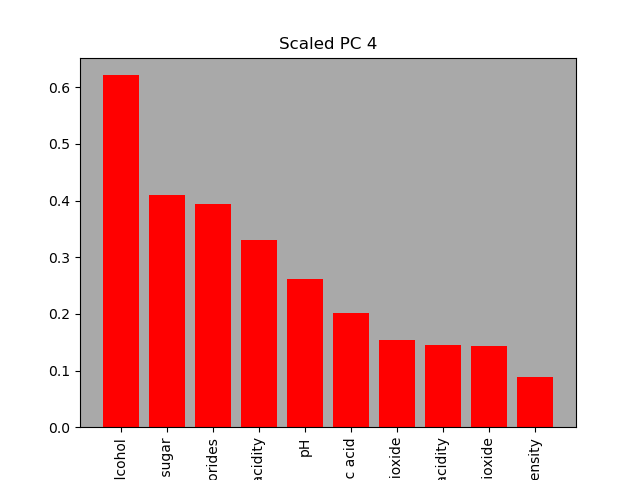 Scaled PC 4
0.6
0.5
0.4
0.3
0.2
0.1
0.0
lcohol
sugar
orides
acidity
pH
c acid
ioxide
acidity
ioxide
ensity